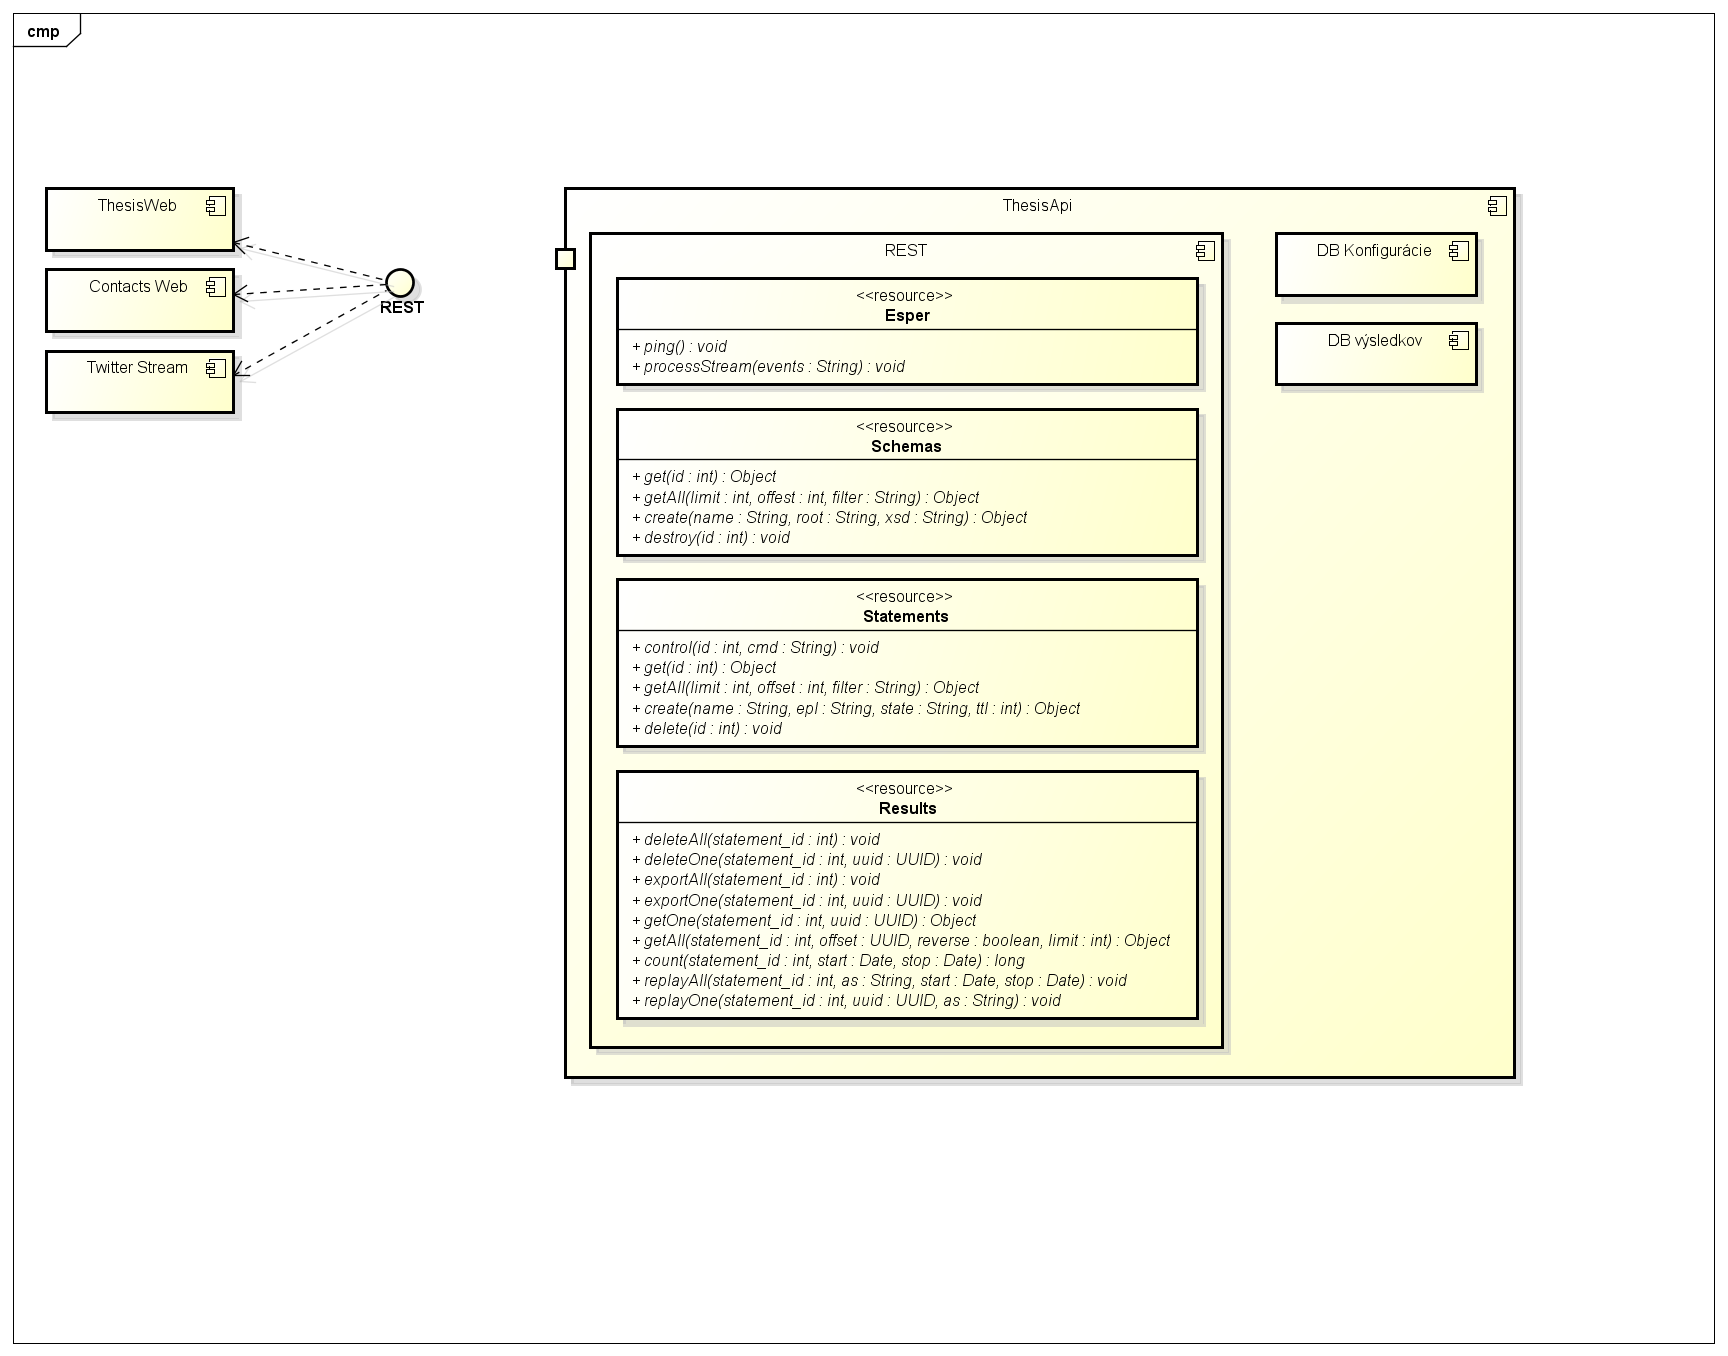 cmp
ThesisWeb
Contacts Web
Twitter Stream
REST
ThesisApi
REST
<<resource>>
Esper
+ ping() : void
+ processStream(events : String) : void
<<resource>>
Schemas
+ get(id : int) : Object
+ getAll(limit : int, offest : int, filter : String) : Object
+ create(name : String, root : String, xsd : String) : Object
+ destroy(id : int) : void
<<resource>>
Statements
+ control(id : int, cmd : String) : void
+ get(id : int) : Object
+ getAll(limit : int, offset : int, filter : String) : Object
+ create(name : String, epl : String, state : String, ttl : int) : Object
+ delete(id : int) : void
<<resource>>
Results
+ deleteAll(statement_id : int) : void
+ deleteOne(statement_id : int, uuid : UUID) : void
+ exportAll(statement_id : int) : void
+ exportOne(statement_id : int, uuid : UUID) : void
+ getOne(statement_id : int, uuid : UUID) : Object
+ getAll(statement_id : int, offset : UUID, reverse : boolean, limit : int) : Object
+ count(statement_id : int, start : Date, stop : Date) : long
+ replayAll(statement_id : int, as : String, start : Date, stop : Date) : void
+ replayOne(statement_id : int, uuid : UUID, as : String) : void
DB Konfigurácie
DB výsledkov